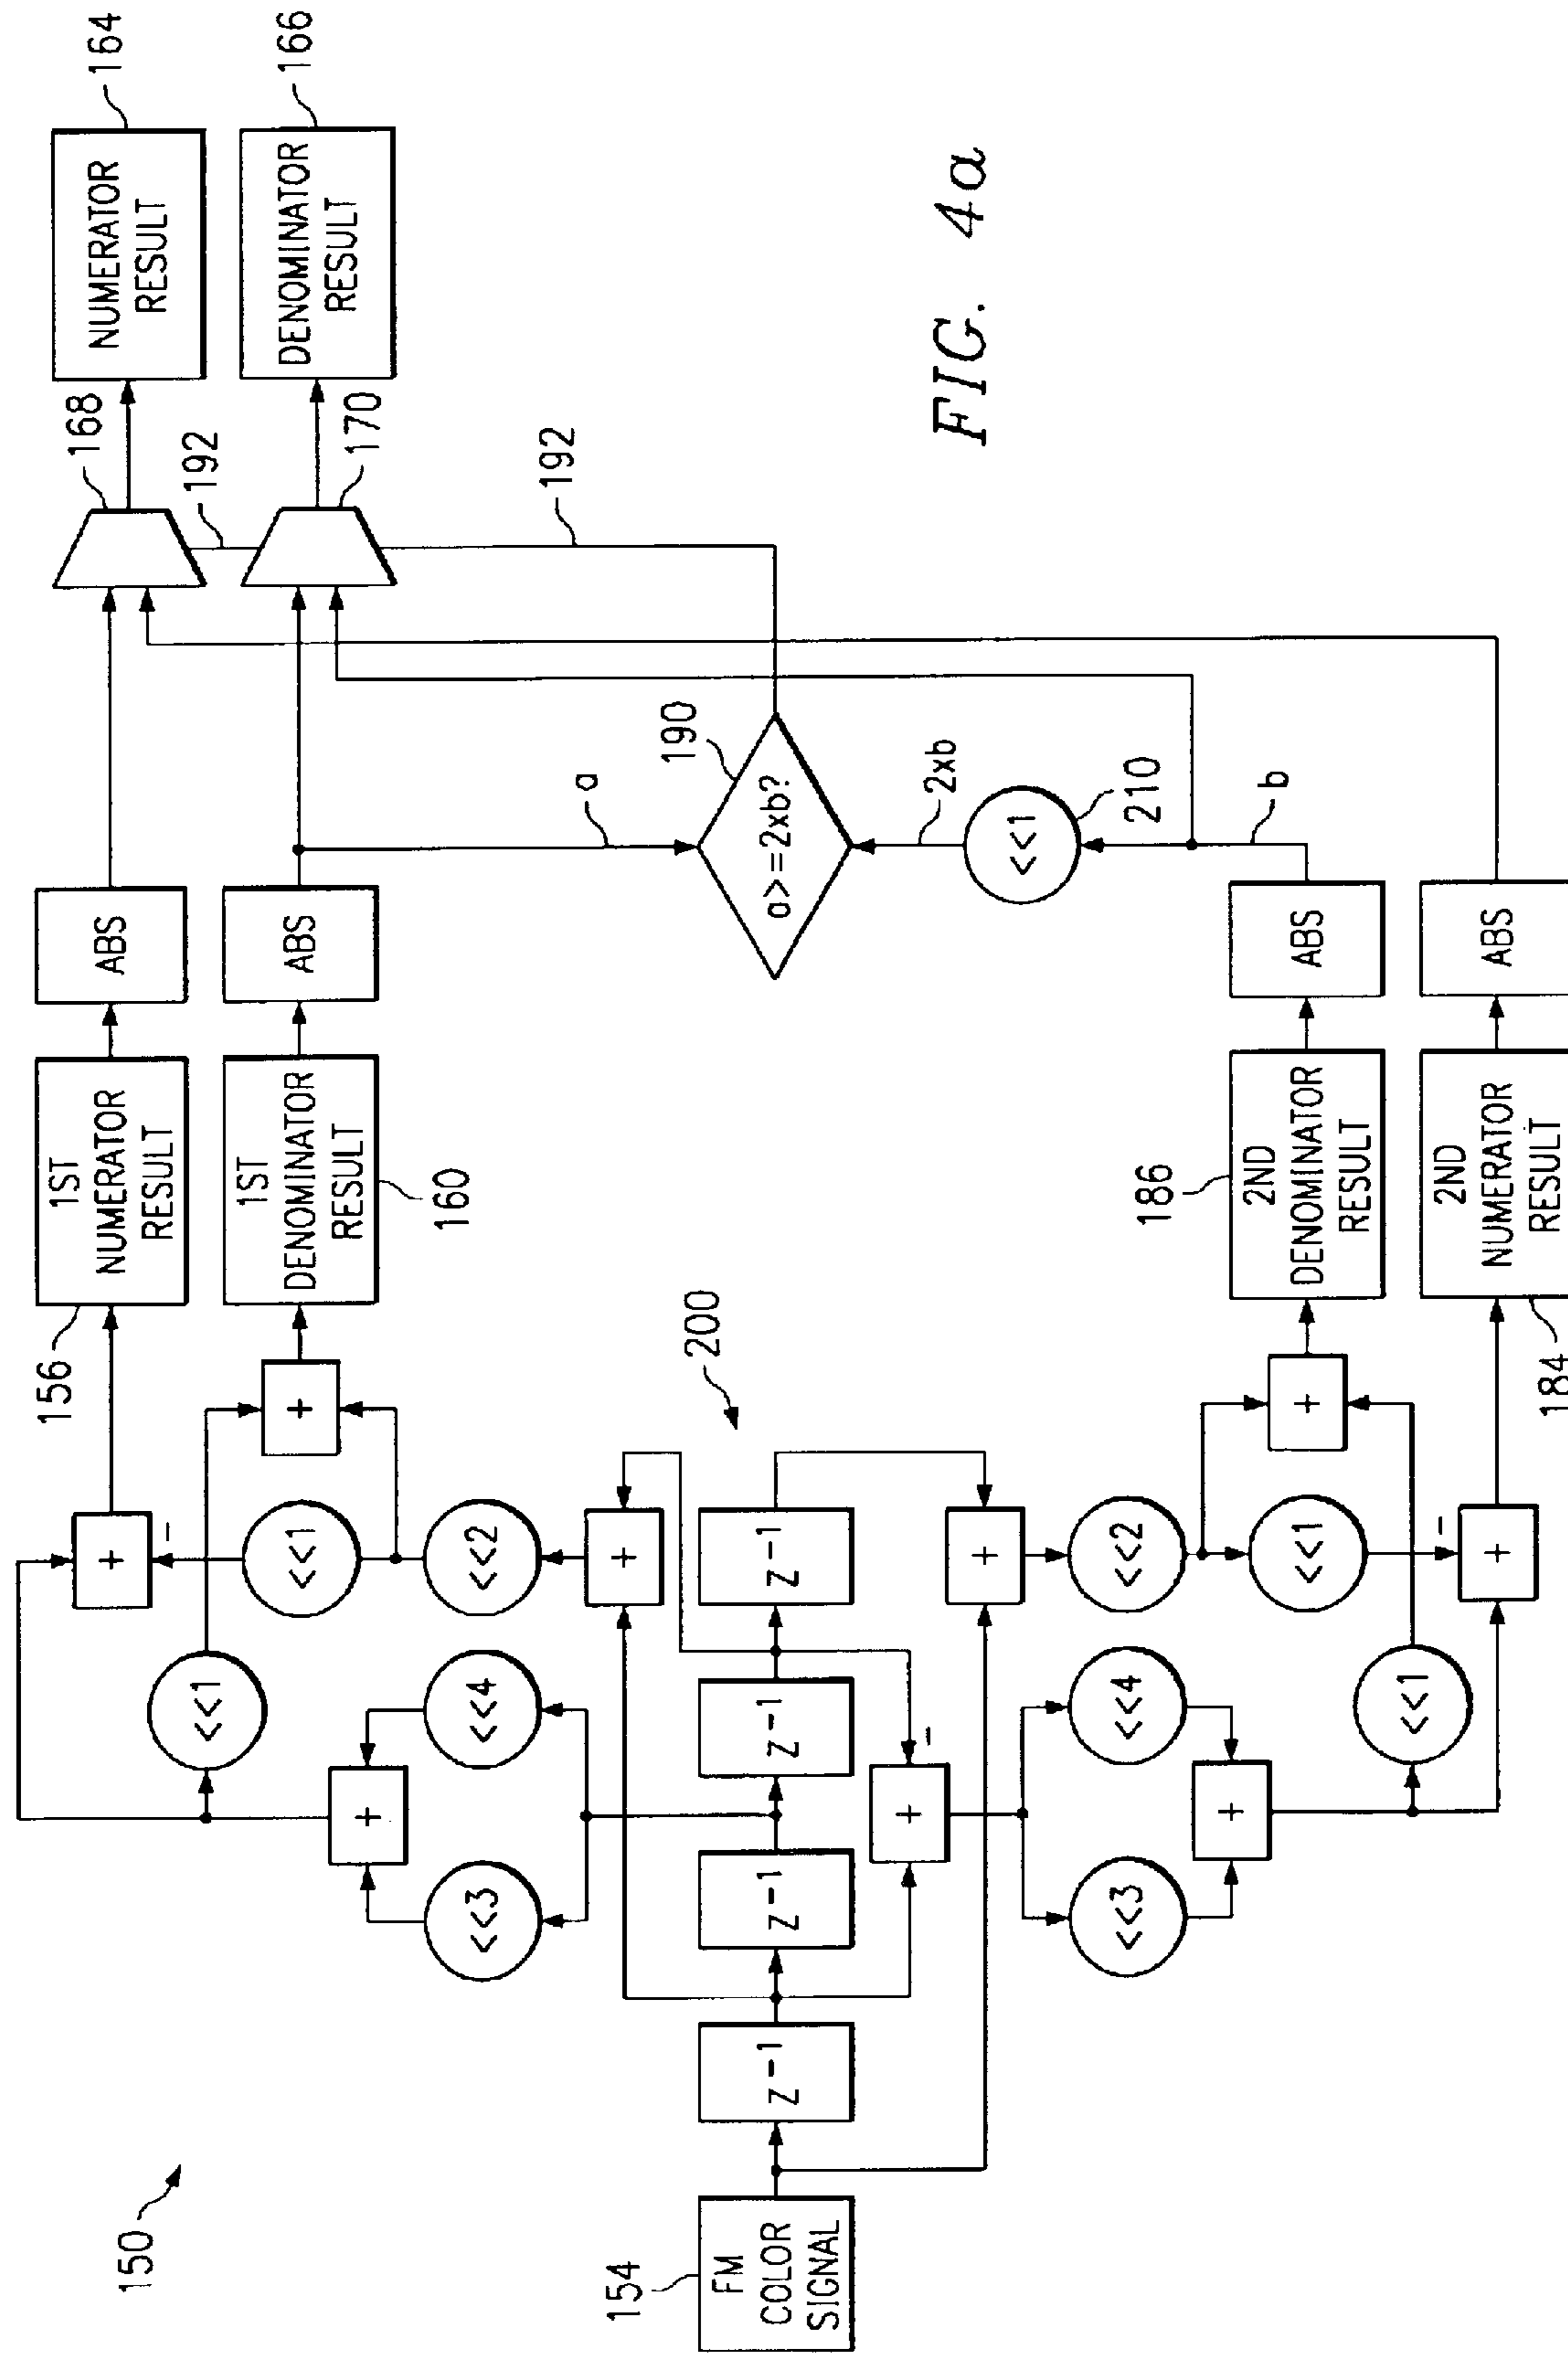 150
156
+
−
1ST
NUMERATOR
RESULT
ABS
168
NUMERATOR
RESULT
164
192
<<1
<<1
+
1ST
DENOMINATOR
RESULT
160
ABS
170
DENOMINATOR
RESULT
166
+
<<3
<<4
<<2
+
a
192
154
FM
COLOR
SIGNAL
z−1
z−1
z−1
z−1
200
190
a>=2xb?
+
−
+
2xb
<<1
210
<<3
<<4
<<2
b
+
<<1
+
186
2ND
DENOMINATOR
RESULT
ABS
<<1
−
+
184
2ND
NUMERATOR
RESULT
ABS
FIG. 4a